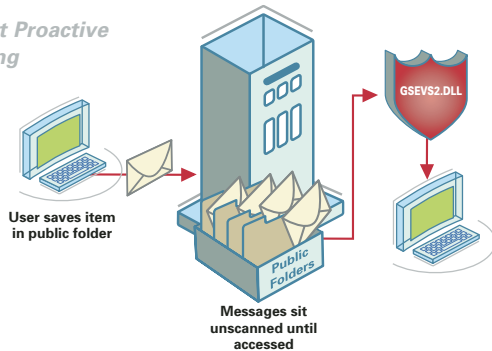 t Proactive
ng
GSEVS2.DLL
User saves item
in public folder
Public
Folders
Messages sit
unscanned until
accessed